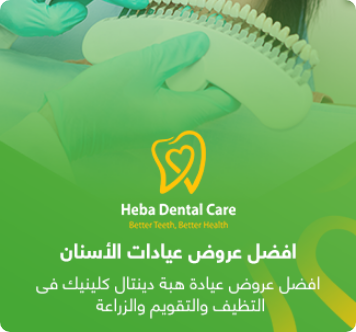 Heba Dental Care
Better Teeth, Better Health
افضل عروض عيادات الأسنان
افضل عروض عيادة هبة دينتال كلينيك فى
التظيف والتقويم والزراعة